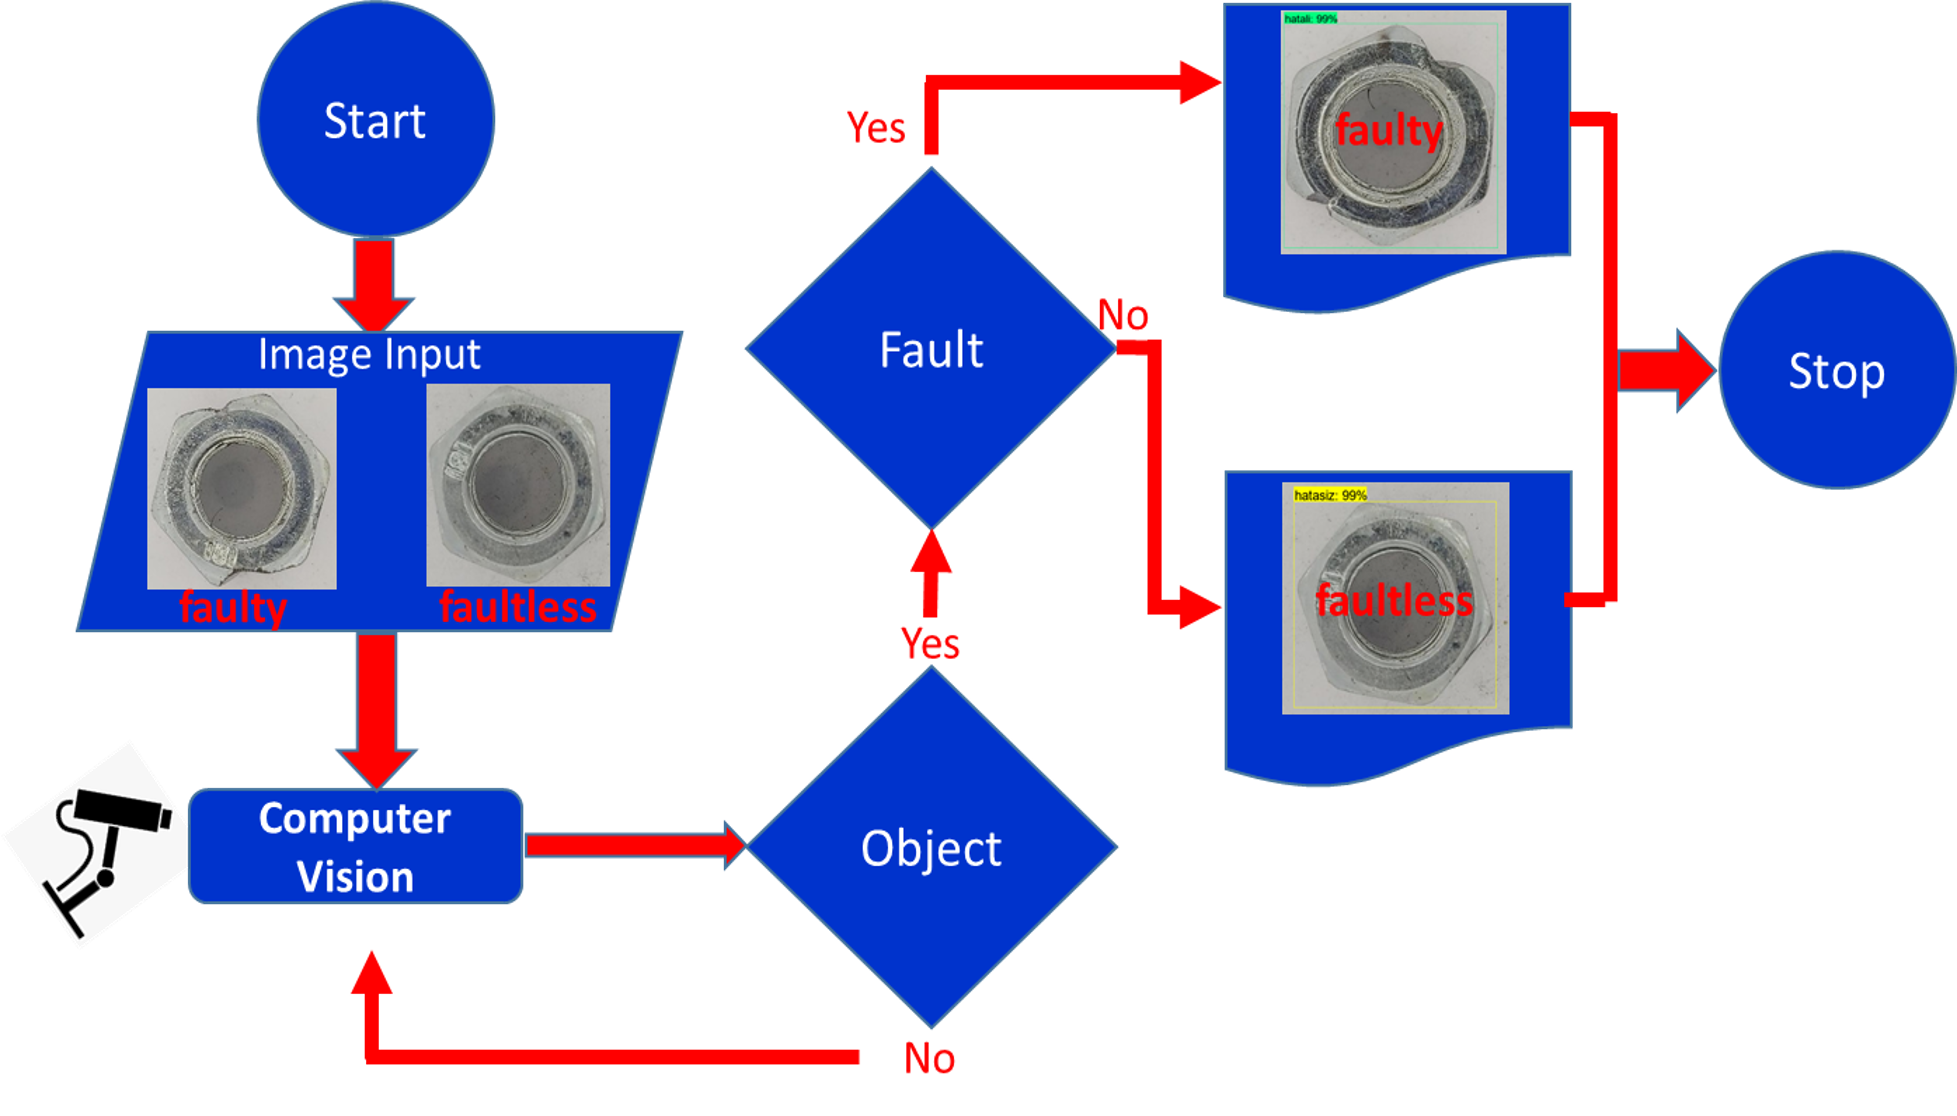 Start
Image Input
faulty
faultless
Computer
Vision
Object
No
Yes
Fault
Yes
No
hatali: 99%
faulty
hatasiz: 99%
faultless
Stop